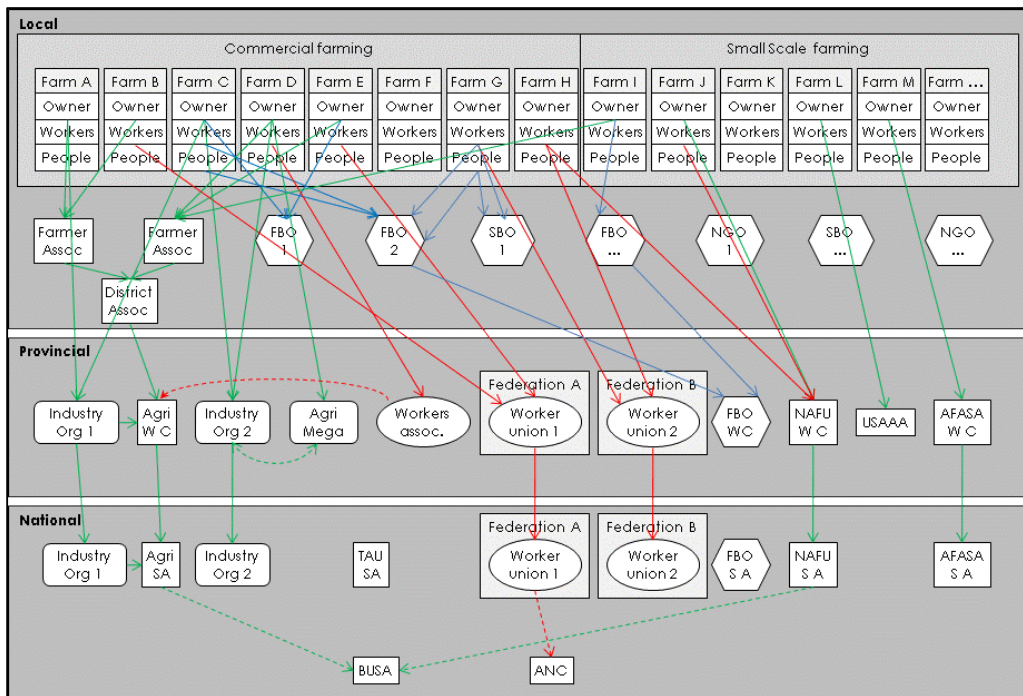 Local
Commercial farming
Small Scale farming
Farm A Farm B Farm C Farm D Farm E Farm F Farm G Farm H Farm I Farm J Farm K Farm L Farm M Farm ...
Owner Owner Owner Owner Owner Owner Owner Owner Owner Owner Owner Owner Owner Owner
Workers Workers Workers Workers Workers Workers Workers Workers Workers Workers Workers Workers Workers Workers
People People People People People People People People People People People People People People
Farmer
Assoc
Farmer
Assoc
FBO
1
FBO
2
SBO
1
FBO
...
NGO
1
SBO
...
NGO
...
District
Assoc
Provincial
Industry
Org 1
Agri
W C
Industry
Org 2
Agri
Mega
Workers
assoc.
Federation A
Worker
union 1
Federation B
Worker
union 2
FBO
WC
NAFU
W C
USAAA
AFASA
W C
National
Industry
Org 1
Agri
SA
Industry
Org 2
TAU
SA
Federation A
Worker
union 1
Federation B
Worker
union 2
FBO
S A
NAFU
S A
AFASA
S A
BUSA
ANC